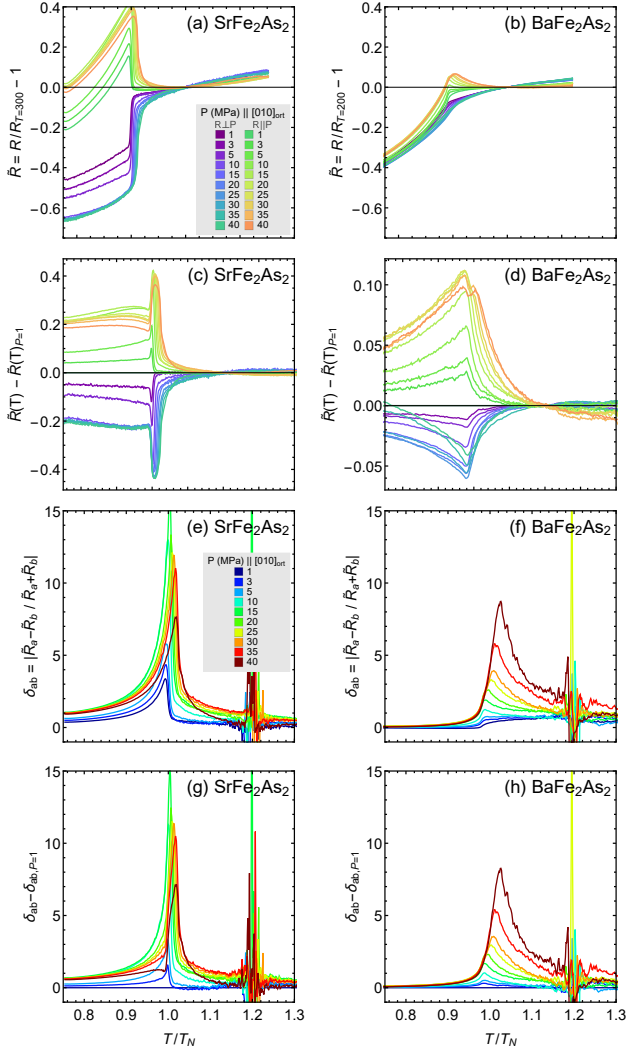 (a) SrFe2As2
0.4
0.2
0.0
−0.2
−0.4
−0.6
R̃ = R/R_T=300 − 1
P (MPa) || [010]ort
R⊥P R||P
1 1
3 3
5 5
10 10
15 15
20 20
25 25
30 30
35 35
40 40
(b) BaFe2As2
0.4
0.2
0.0
−0.2
−0.4
−0.6
R̃ = R/R_T=200 − 1
(c) SrFe2As2
0.4
0.2
0.0
−0.2
−0.4
R̃(T) − R̃(T)P=1
(d) BaFe2As2
0.10
0.05
0.00
−0.05
R̃(T) − R̃(T)P=1
(e) SrFe2As2
15
10
5
0
δab = |R̃a−R̃b / R̃a+R̃b|
P (MPa) || [010]ort
1
3
5
10
15
20
25
30
35
40
(f) BaFe2As2
15
10
5
0
δab = |R̃a−R̃b / R̃a+R̃b|
(g) SrFe2As2
15
10
5
0
δab−δab,P=1
0.8 0.9 1.0 1.1 1.2 1.3
T/TN
(h) BaFe2As2
15
10
5
0
δab−δab,P=1
0.8 0.9 1.0 1.1 1.2 1.3
T/TN